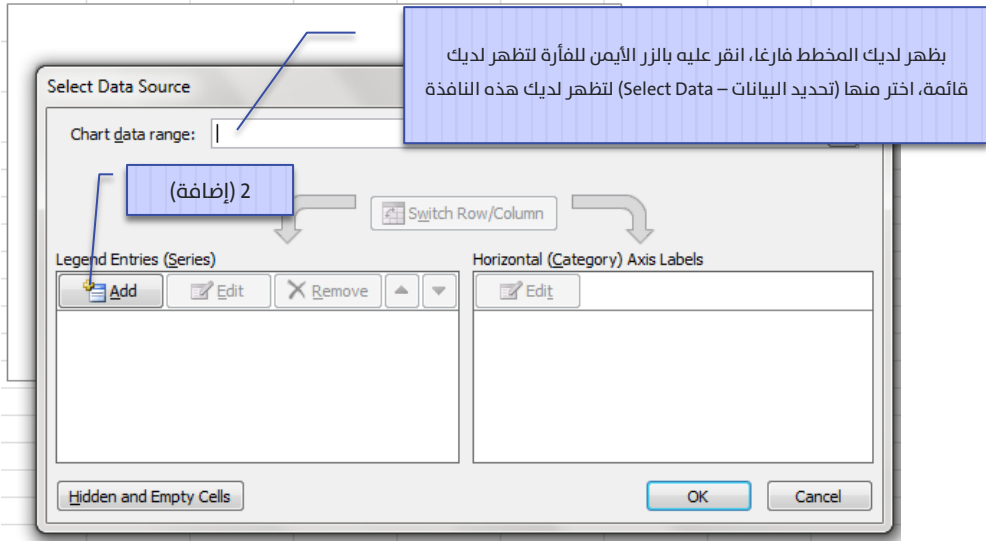 بظهر لديك المخطط فارغا، انقر عليه بالزر الأيمن للفأرة لتظهر لديك
قائمة، اختر منها (تحديد البيانات – Select Data) لتظهر لديك هذه النافذة
Select Data Source
Chart data range:
2 (إضافة)
Switch Row/Column
Legend Entries (Series)
Horizontal (Category) Axis Labels
Add Edit Remove
Edit
Hidden and Empty Cells
OK Cancel